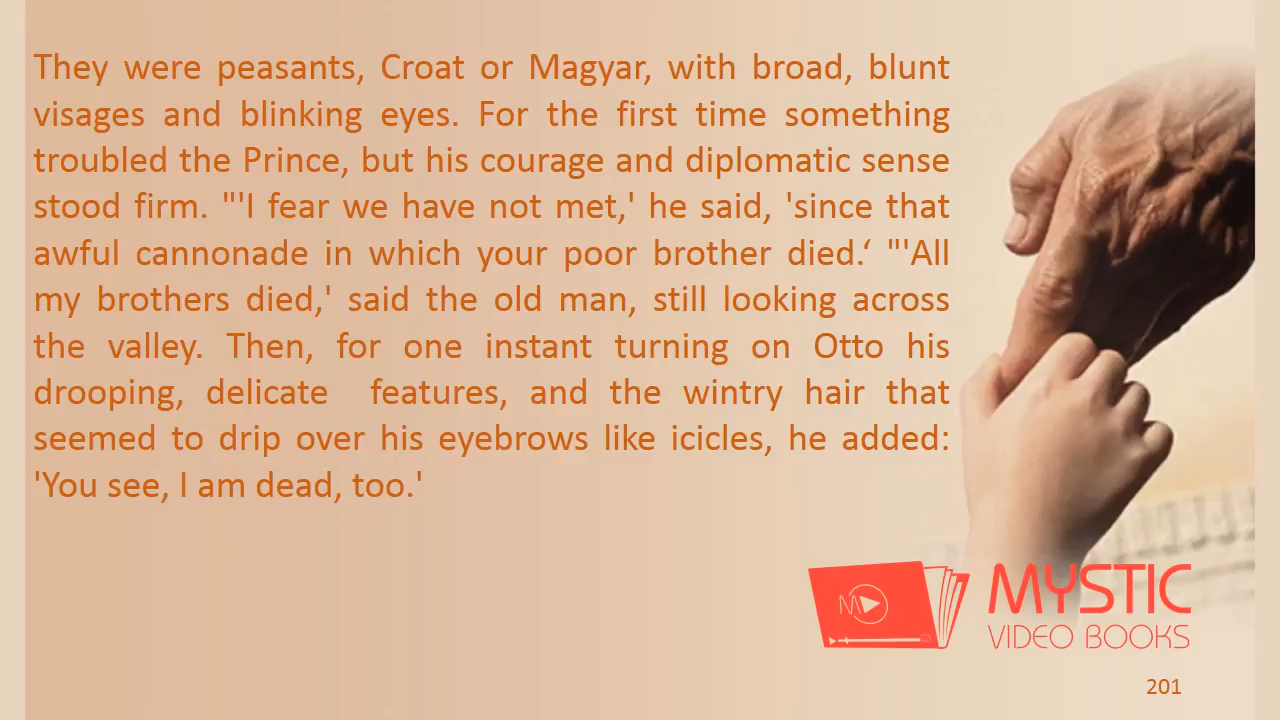 They were peasants, Croat or Magyar, with broad, blunt
visages and blinking eyes. For the first time something
troubled the Prince, but his courage and diplomatic sense
stood firm. "'I fear we have not met,' he said, 'since that
awful cannonade in which your poor brother died.‘ "'All
my brothers died,' said the old man, still looking across
the valley. Then, for one instant turning on Otto his
drooping, delicate  features, and the wintry hair that
seemed to drip over his eyebrows like icicles, he added:
'You see, I am dead, too.'
M
MYSTIC
VIDEO BOOKS
201